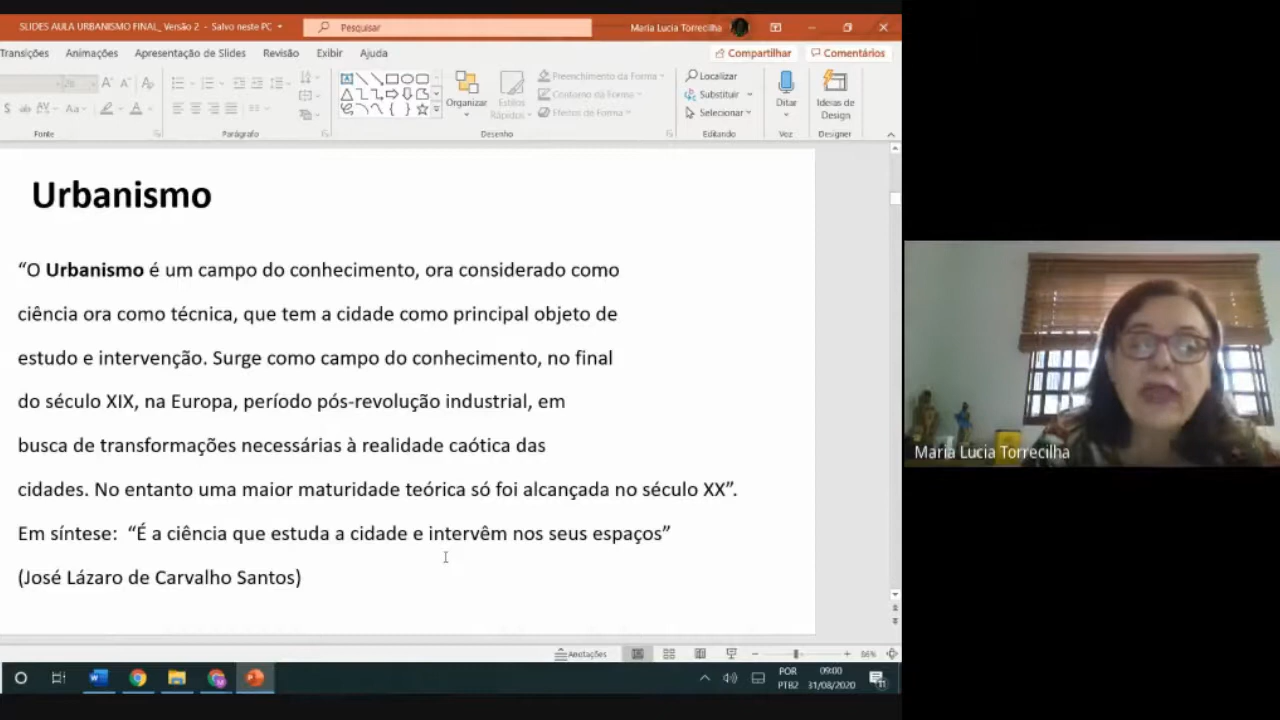 SLIDES AULA URBANISMO FINAL_ Versão 2 - Salvo neste PC
Pesquisar
Maria Lucia Torrecilha
Transições Animações Apresentação de Slides Revisão Exibir Ajuda
Compartilhar
Comentários
Organizar
Estilos
Rápidos
Preenchimento da Forma
Contorno da Forma
Efeitos de Forma
Localizar
Substituir
Selecionar
Ditar
Ideias de
Design
Fonte
Parágrafo
Desenho
Editando
Voz
Designer
Urbanismo
“O Urbanismo é um campo do conhecimento, ora considerado como
ciência ora como técnica, que tem a cidade como principal objeto de
estudo e intervenção. Surge como campo do conhecimento, no final
do século XIX, na Europa, período pós-revolução industrial, em
busca de transformações necessárias à realidade caótica das
cidades. No entanto uma maior maturidade teórica só foi alcançada no século XX”.
Em síntese: “É a ciência que estuda a cidade e intervêm nos seus espaços”
(José Lázaro de Carvalho Santos)
Maria Lucia Torrecilha
Anotações
66%
POR
PTB2
09:00
31/08/2020